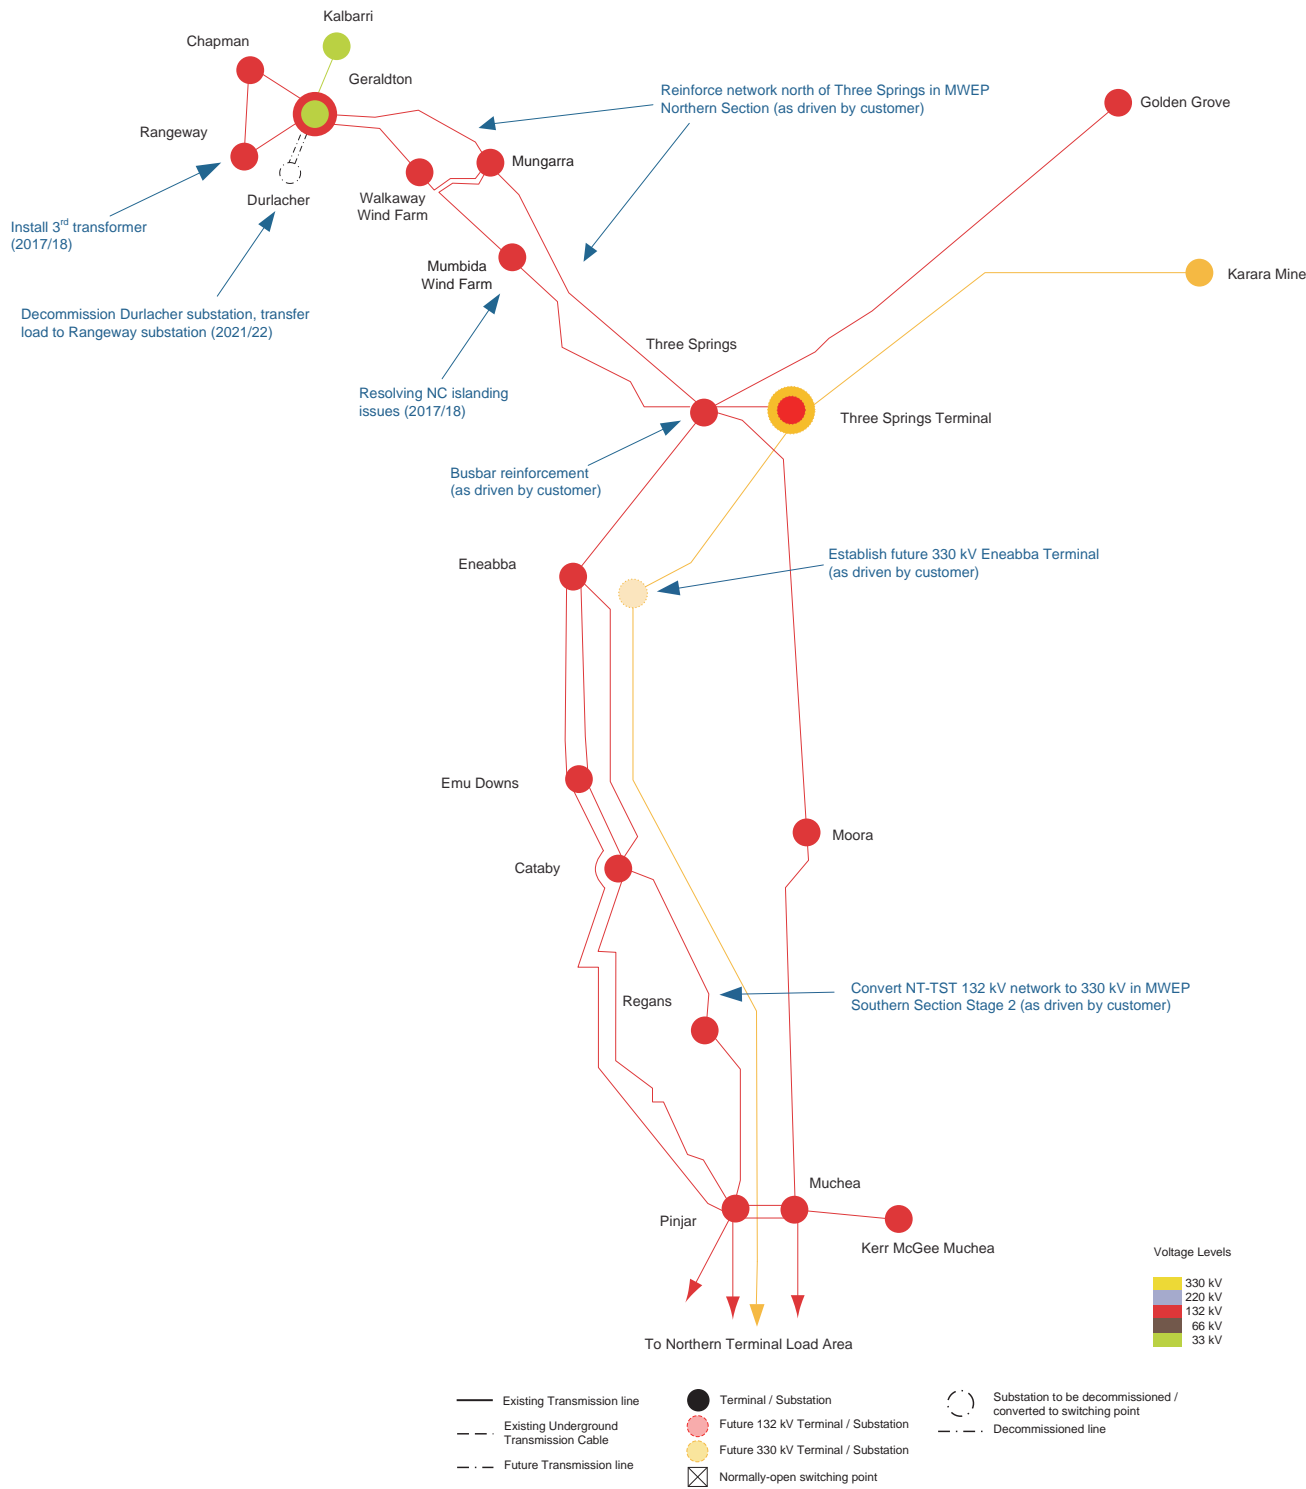 Kalbarri
Chapman
Geraldton
Reinforce network north of Three Springs in MWEP
Northern Section (as driven by customer)
Golden Grove
Rangeway
Mungarra
Durlacher
Walkaway
Wind Farm
Install 3rd transformer
(2017/18)
Mumbida
Wind Farm
Karara Mine
Decommission Durlacher substation, transfer
load to Rangeway substation (2021/22)
Three Springs
Resolving NC islanding
issues (2017/18)
Three Springs Terminal
Busbar reinforcement
(as driven by customer)
Establish future 330 kV Eneabba Terminal
(as driven by customer)
Eneabba
Emu Downs
Moora
Cataby
Regans
Convert NT-TST 132 kV network to 330 kV in MWEP
Southern Section Stage 2 (as driven by customer)
Muchea
Pinjar
Kerr McGee Muchea
Voltage Levels
330 kV
220 kV
132 kV
66 kV
33 kV
To Northern Terminal Load Area
Existing Transmission line
Existing Underground
Transmission Cable
Future Transmission line
Terminal / Substation
Future 132 kV Terminal / Substation
Future 330 kV Terminal / Substation
Normally-open switching point
Substation to be decommissioned /
converted to switching point
Decommissioned line